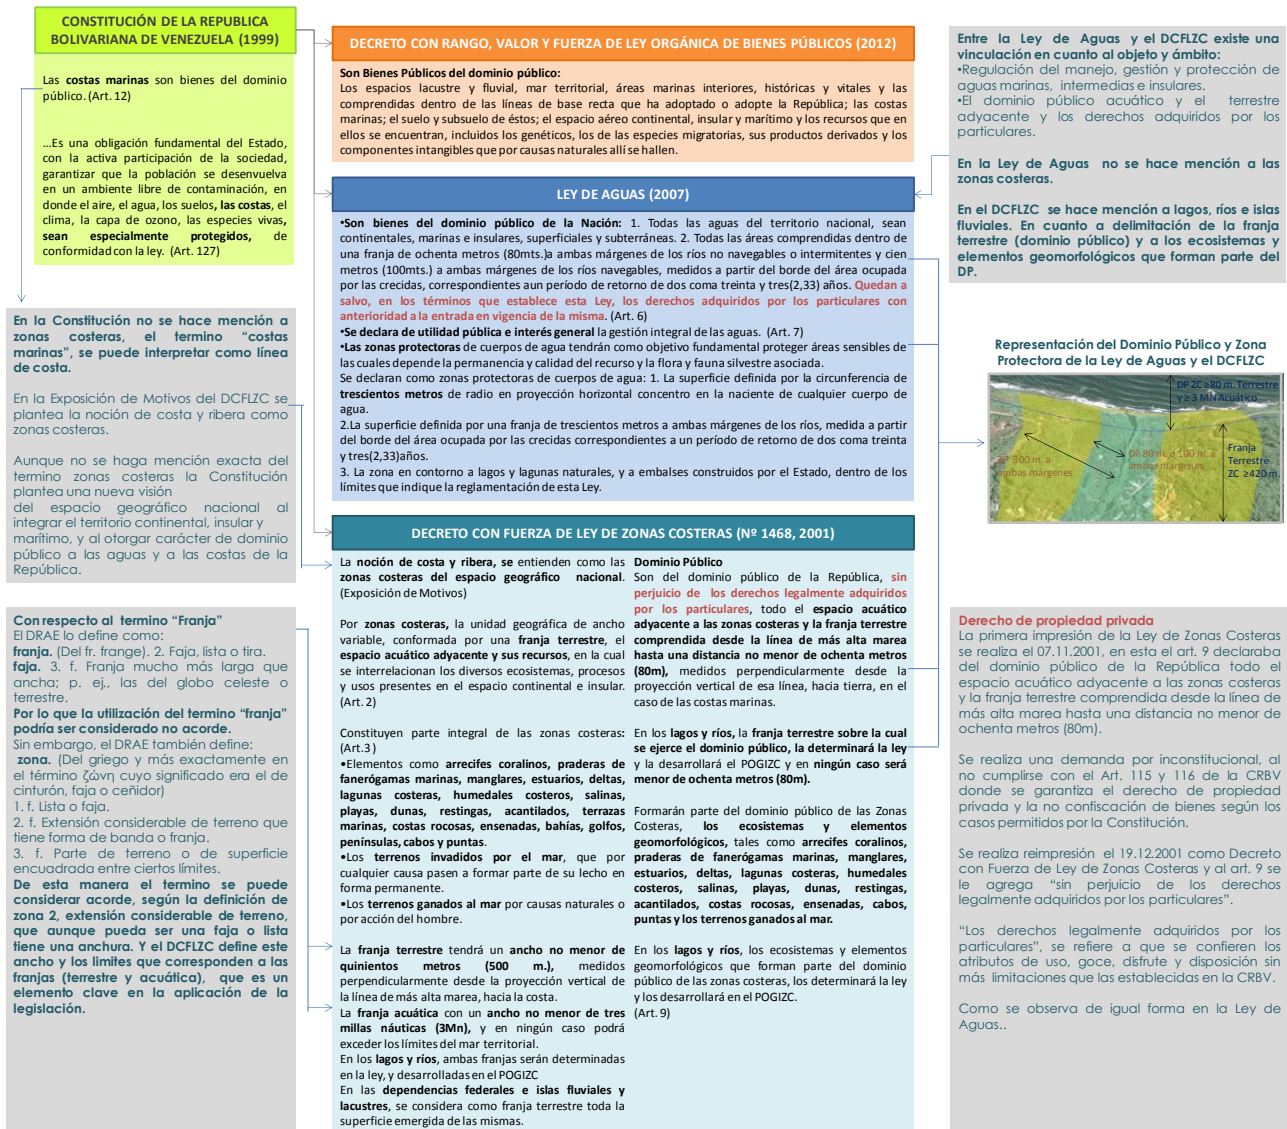 CONSTITUCIÓN DE LA REPUBLICA
BOLIVARIANA DE VENEZUELA (1999)
Las costas marinas son bienes del dominio
público. (Art. 12)
…Es una obligación fundamental del Estado,
con la activa participación de la sociedad,
garantizar que la población se desenvuelva
en un ambiente libre de contaminación, en
donde el aire, el agua, los suelos, las costas, el
clima, la capa de ozono, las especies vivas,
sean especialmente protegidos, de
conformidad con la ley. (Art. 127)
En la Constitución no se hace mención a
zonas costeras, el termino “costas
marinas”, se puede interpretar como línea
de costa.
En la Exposición de Motivos del DCFLZC se
plantea la noción de costa y ribera como
zonas costeras.
Aunque no se haga mención exacta del
termino zonas costeras la Constitución
plantea una nueva visión
del espacio geográfico nacional al
integrar el territorio continental, insular y
marítimo, y al otorgar carácter de dominio
público a las aguas y a las costas de la
República.
Con respecto al termino “Franja”
El DRAE lo define como:
franja. (Del fr. frange). 2. Faja, lista o tira.
faja. 3. f. Franja mucho más larga que
ancha; p. ej., las del globo celeste o
terrestre.
Por lo que la utilización del termino “franja”
podría ser considerado no acorde.
Sin embargo, el DRAE también define:
zona. (Del griego y más exactamente en
el término ζώνη cuyo significado era el de
cinturón, faja o ceñidor)
1. f. Lista o faja.
2. f. Extensión considerable de terreno que
tiene forma de banda o franja.
3. f. Parte de terreno o de superficie
encuadrada entre ciertos límites.
De esta manera el termino se puede
considerar acorde, según la definición de
zona 2, extensión considerable de terreno,
que aunque pueda ser una faja o lista
tiene una anchura. Y el DCFLZC define este
ancho y los limites que corresponden a las
franjas (terrestre y acuática), que es un
elemento clave en la aplicación de la
legislación.
DECRETO CON RANGO, VALOR Y FUERZA DE LEY ORGÁNICA DE BIENES PÚBLICOS (2012)
Son Bienes Públicos del dominio público:
Los espacios lacustre y fluvial, mar territorial, áreas marinas interiores, históricas y vitales y las
comprendidas dentro de las líneas de base recta que ha adoptado o adopte la República; las costas
marinas; el suelo y subsuelo de éstos; el espacio aéreo continental, insular y marítimo y los recursos que en
ellos se encuentran, incluidos los genéticos, los de las especies migratorias, sus productos derivados y los
componentes intangibles que por causas naturales allí se hallen.
LEY DE AGUAS (2007)
•Son bienes del dominio público de la Nación: 1. Todas las aguas del territorio nacional, sean
continentales, marinas e insulares, superficiales y subterráneas. 2. Todas las áreas comprendidas dentro de
una franja de ochenta metros (80mts.)a ambas márgenes de los ríos no navegables o intermitentes y cien
metros (100mts.) a ambas márgenes de los ríos navegables, medidos a partir del borde del área ocupada
por las crecidas, correspondientes aun período de retorno de dos coma treinta y tres(2,33) años. Quedan a
salvo, en los términos que establece esta Ley, los derechos adquiridos por los particulares con
anterioridad a la entrada en vigencia de la misma. (Art. 6)
•Se declara de utilidad pública e interés general la gestión integral de las aguas. (Art. 7)
•Las zonas protectoras de cuerpos de agua tendrán como objetivo fundamental proteger áreas sensibles de
las cuales depende la permanencia y calidad del recurso y la flora y fauna silvestre asociada.
Se declaran como zonas protectoras de cuerpos de agua: 1. La superficie definida por la circunferencia de
trescientos metros de radio en proyección horizontal concentro en la naciente de cualquier cuerpo de
agua.
2.La superficie definida por una franja de trescientos metros a ambas márgenes de los ríos, medida a partir
del borde del área ocupada por las crecidas correspondientes a un período de retorno de dos coma treinta
y tres(2,33)años.
3. La zona en contorno a lagos y lagunas naturales, y a embalses construidos por el Estado, dentro de los
límites que indique la reglamentación de esta Ley.
DECRETO CON FUERZA DE LEY DE ZONAS COSTERAS (Nº 1468, 2001)
La noción de costa y ribera, se entienden como las
zonas costeras del espacio geográfico nacional.
(Exposición de Motivos)
Por zonas costeras, la unidad geográfica de ancho
variable, conformada por una franja terrestre, el
espacio acuático adyacente y sus recursos, en la cual
se interrelacionan los diversos ecosistemas, procesos
y usos presentes en el espacio continental e insular.
(Art. 2)
Constituyen parte integral de las zonas costeras:
(Art.3 )
•Elementos como arrecifes coralinos, praderas de
fanerógamas marinas, manglares, estuarios, deltas,
lagunas costeras, humedales costeros, salinas,
playas, dunas, restingas, acantilados, terrazas
marinas, costas rocosas, ensenadas, bahías, golfos,
penínsulas, cabos y puntas.
•Los terrenos invadidos por el mar, que por
cualquier causa pasen a formar parte de su lecho en
forma permanente.
•Los terrenos ganados al mar por causas naturales o
por acción del hombre.
La franja terrestre tendrá un ancho no menor de
quinientos metros (500 m.), medidos
perpendicularmente desde la proyección vertical de
la línea de más alta marea, hacia la costa.
La franja acuática con un ancho no menor de tres
millas náuticas (3Mn), y en ningún caso podrá
exceder los límites del mar territorial.
En los lagos y ríos, ambas franjas serán determinadas
en la ley, y desarrolladas en el POGIZC
En las dependencias federales e islas fluviales y
lacustres, se considera como franja terrestre toda la
superficie emergida de las mismas.
Dominio Público
Son del dominio público de la República, sin
perjuicio de los derechos legalmente adquiridos
por los particulares, todo el espacio acuático
adyacente a las zonas costeras y la franja terrestre
comprendida desde la línea de más alta marea
hasta una distancia no menor de ochenta metros
(80m), medidos perpendicularmente desde la
proyección vertical de esa línea, hacia tierra, en el
caso de las costas marinas.
En los lagos y ríos, la franja terrestre sobre la cual
se ejerce el dominio público, la determinará la ley
y la desarrollará el POGIZC y en ningún caso será
menor de ochenta metros (80m).
Formarán parte del dominio público de las Zonas
Costeras, los ecosistemas y elementos
geomorfológicos, tales como arrecifes coralinos,
praderas de fanerógamas marinas, manglares,
estuarios, deltas, lagunas costeras, humedales
costeros, salinas, playas, dunas, restingas,
acantilados, costas rocosas, ensenadas, cabos,
puntas y los terrenos ganados al mar.
En los lagos y ríos, los ecosistemas y elementos
geomorfológicos que forman parte del dominio
público de las zonas costeras, los determinará la ley
y los desarrollará en el POGIZC.
(Art. 9)
Entre la Ley de Aguas y el DCFLZC existe una
vinculación en cuanto al objeto y ámbito:
•Regulación del manejo, gestión y protección de
aguas marinas, intermedias e insulares.
•El dominio público acuático y el terrestre
adyacente y los derechos adquiridos por los
particulares.
En la Ley de Aguas no se hace mención a las
zonas costeras.
En el DCFLZC se hace mención a lagos, ríos e islas
fluviales. En cuanto a delimitación de la franja
terrestre (dominio público) y a los ecosistemas y
elementos geomorfológicos que forman parte del
DP.
Representación del Dominio Público y Zona
Protectora de la Ley de Aguas y el DCFLZC
DP ZC ≥80 m. Terrestre
y ≥ 3 MN Acuático
ZP 300 m. a
ambas márgenes
DP 80 m. o 100 m. a
ambas márgenes
Franja
Terrestre
ZC ≥420 m.
Derecho de propiedad privada
La primera impresión de la Ley de Zonas Costeras
se realiza el 07.11.2001, en esta el art. 9 declaraba
del dominio público de la República todo el
espacio acuático adyacente a las zonas costeras
y la franja terrestre comprendida desde la línea de
más alta marea hasta una distancia no menor de
ochenta metros (80m).
Se realiza una demanda por inconstitucional, al
no cumplirse con el Art. 115 y 116 de la CRBV
donde se garantiza el derecho de propiedad
privada y la no confiscación de bienes según los
casos permitidos por la Constitución.
Se realiza reimpresión el 19.12.2001 como Decreto
con Fuerza de Ley de Zonas Costeras y al art. 9 se
le agrega “sin perjuicio de los derechos
legalmente adquiridos por los particulares”.
“Los derechos legalmente adquiridos por los
particulares”, se refiere a que se confieren los
atributos de uso, goce, disfrute y disposición sin
más limitaciones que las establecidas en la CRBV.
Como se observa de igual forma en la Ley de
Aguas..